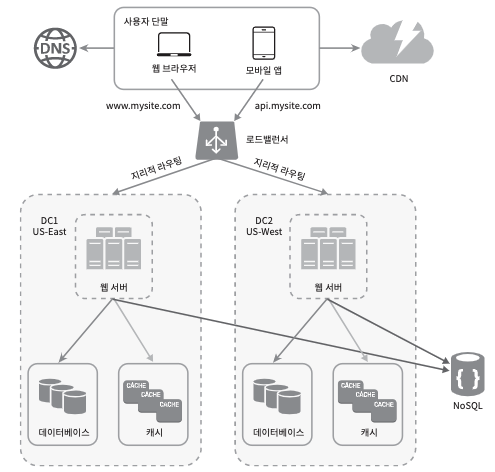 사용자 단말
DNS
웹 브라우저
모바일 앱
CDN
www.mysite.com
api.mysite.com
로드밸런서
지리적 라우팅
지리적 라우팅
DC1
US-East
DC2
US-West
웹 서버
웹 서버
CÂCHE
CACHE
CACHE
CÂCHE
CACHE
CACHE
{ }
NoSQL
데이터베이스
캐시
데이터베이스
캐시